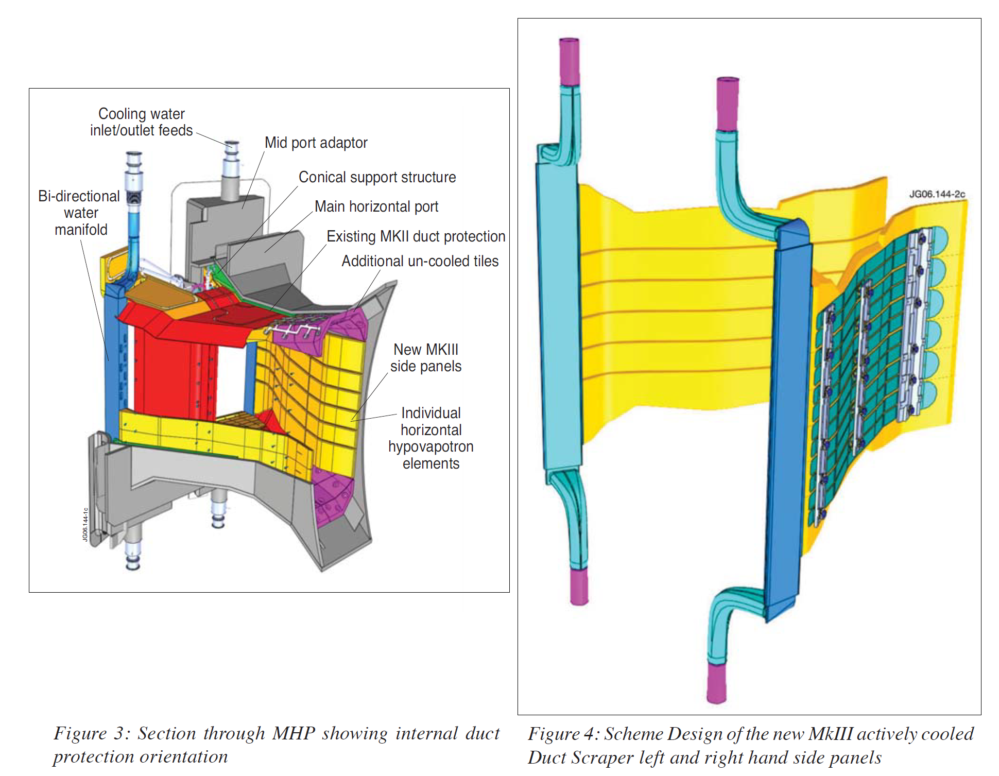 Cooling water
inlet/outlet feeds
Mid port adaptor
Conical support structure
Bi-directional
water
manifold
Main horizontal port
Existing MKII duct protection
Additional un-cooled tiles
New MKIII
side panels
Individual
horizontal
hypovapotron
elements
JG06.144-1c
Figure 3: Section through MHP showing internal duct
protection orientation
JG06.144-2c
Figure 4: Scheme Design of the new MkIII actively cooled
Duct Scraper left and right hand side panels